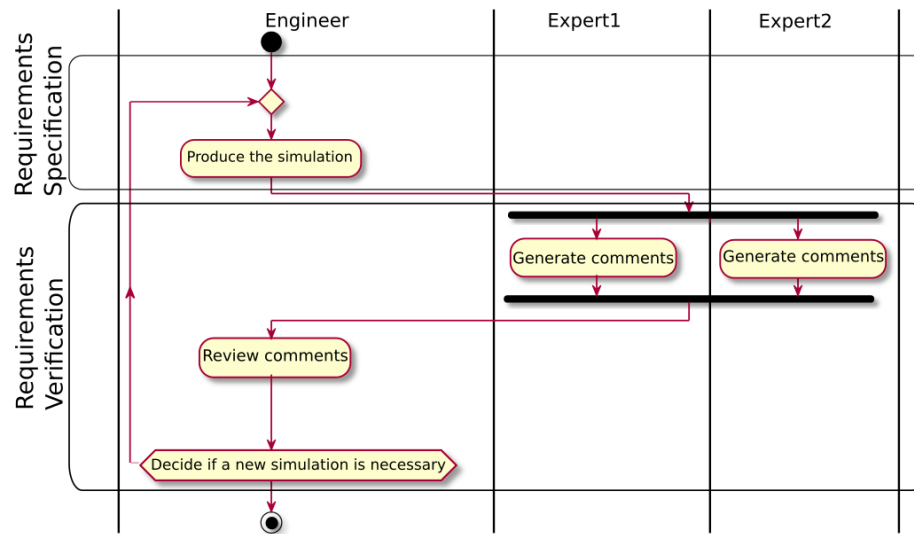 Engineer
Expert1
Expert2
Requirements
Specification
Produce the simulation
Requirements
Verification
Generate comments
Generate comments
Review comments
Decide if a new simulation is necessary